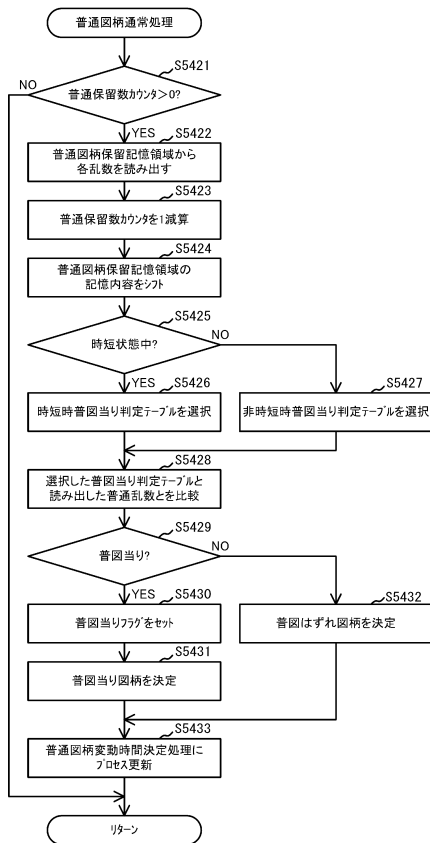 普通図柄通常処理
S5421
NO
普通保留数カウンタ>0?
YES
S5422
普通図柄保留記憶領域から
各乱数を読み出す
S5423
普通保留数カウンタを1減算
S5424
普通図柄保留記憶領域の
記憶内容をシフト
S5425
時短状態中?
NO
YES
S5426
S5427
時短時普図当り判定テーブルを選択
非時短時普図当り判定テーブルを選択
S5428
選択した普図当り判定テーブルと
読み出した普通乱数とを比較
S5429
普図当り?
NO
YES
S5430
S5432
普図当りフラグをセット
普図はずれ図柄を決定
S5431
普図当り図柄を決定
S5433
普通図柄変動時間決定処理に
プロセス更新
リターン